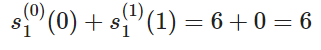 $s_1^{(0)}(0) + s_1^{(1)}(1) = 6 + 0 = 6$